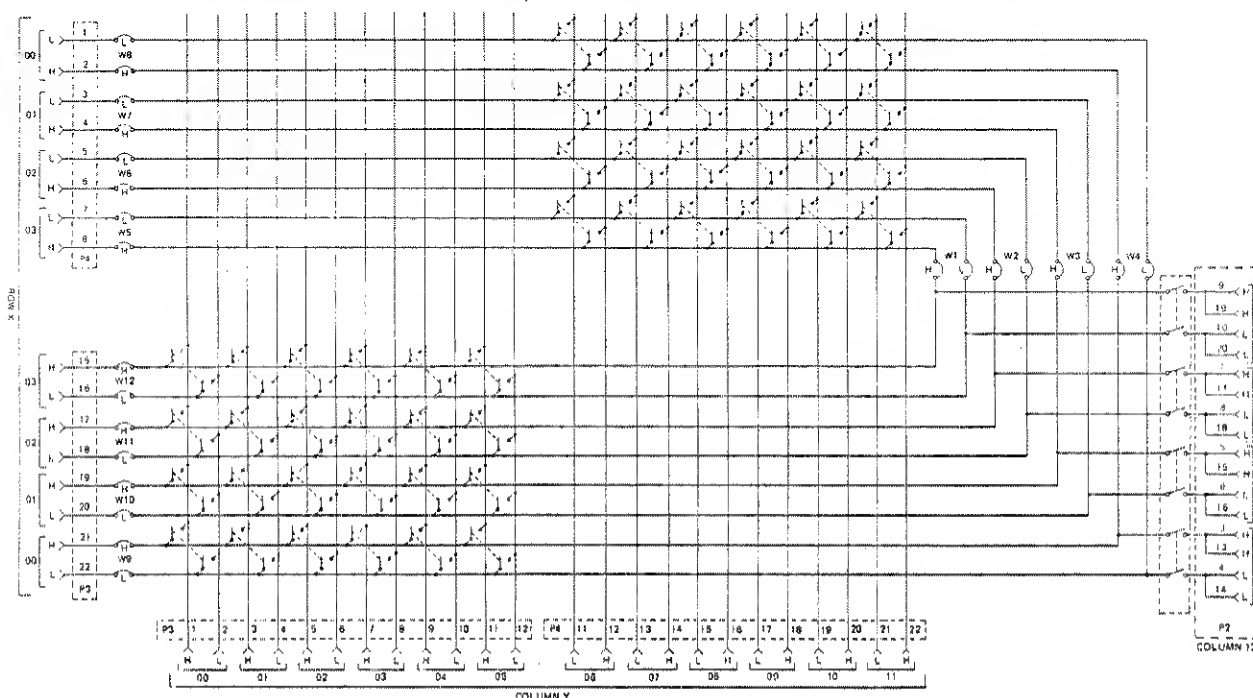 1
L L
00 W8
2
H H
3
L L
01 W7
4
H H
5
L L
02 W6
6
H H
7
L L
03 W5
8
H H
P4
W1 W2 W3 W4
H L H L H L H L
ROW X
15
H H
03 W12
16
L L
17
H H
02 W11
18
L L
19
H H
01 W10
20
L L
21
H H
00 W9
22
L L
P3
9 H
19 H
10 L
20 L
7 H
17 H
8 L
18 L
5 H
15 H
6 L
16 L
3 H
13 H
4 L
14 L
P2
COLUMN 12
P3 1 2 3 4 5 6 7 8 9 10 11 12 P4 11 12 13 14 15 16 17 18 19 20 21 22
H L H L H L H L H L H L L H L H L H L H L H L H
00 01 02 03 04 05 06 07 08 09 10 11
COLUMN Y